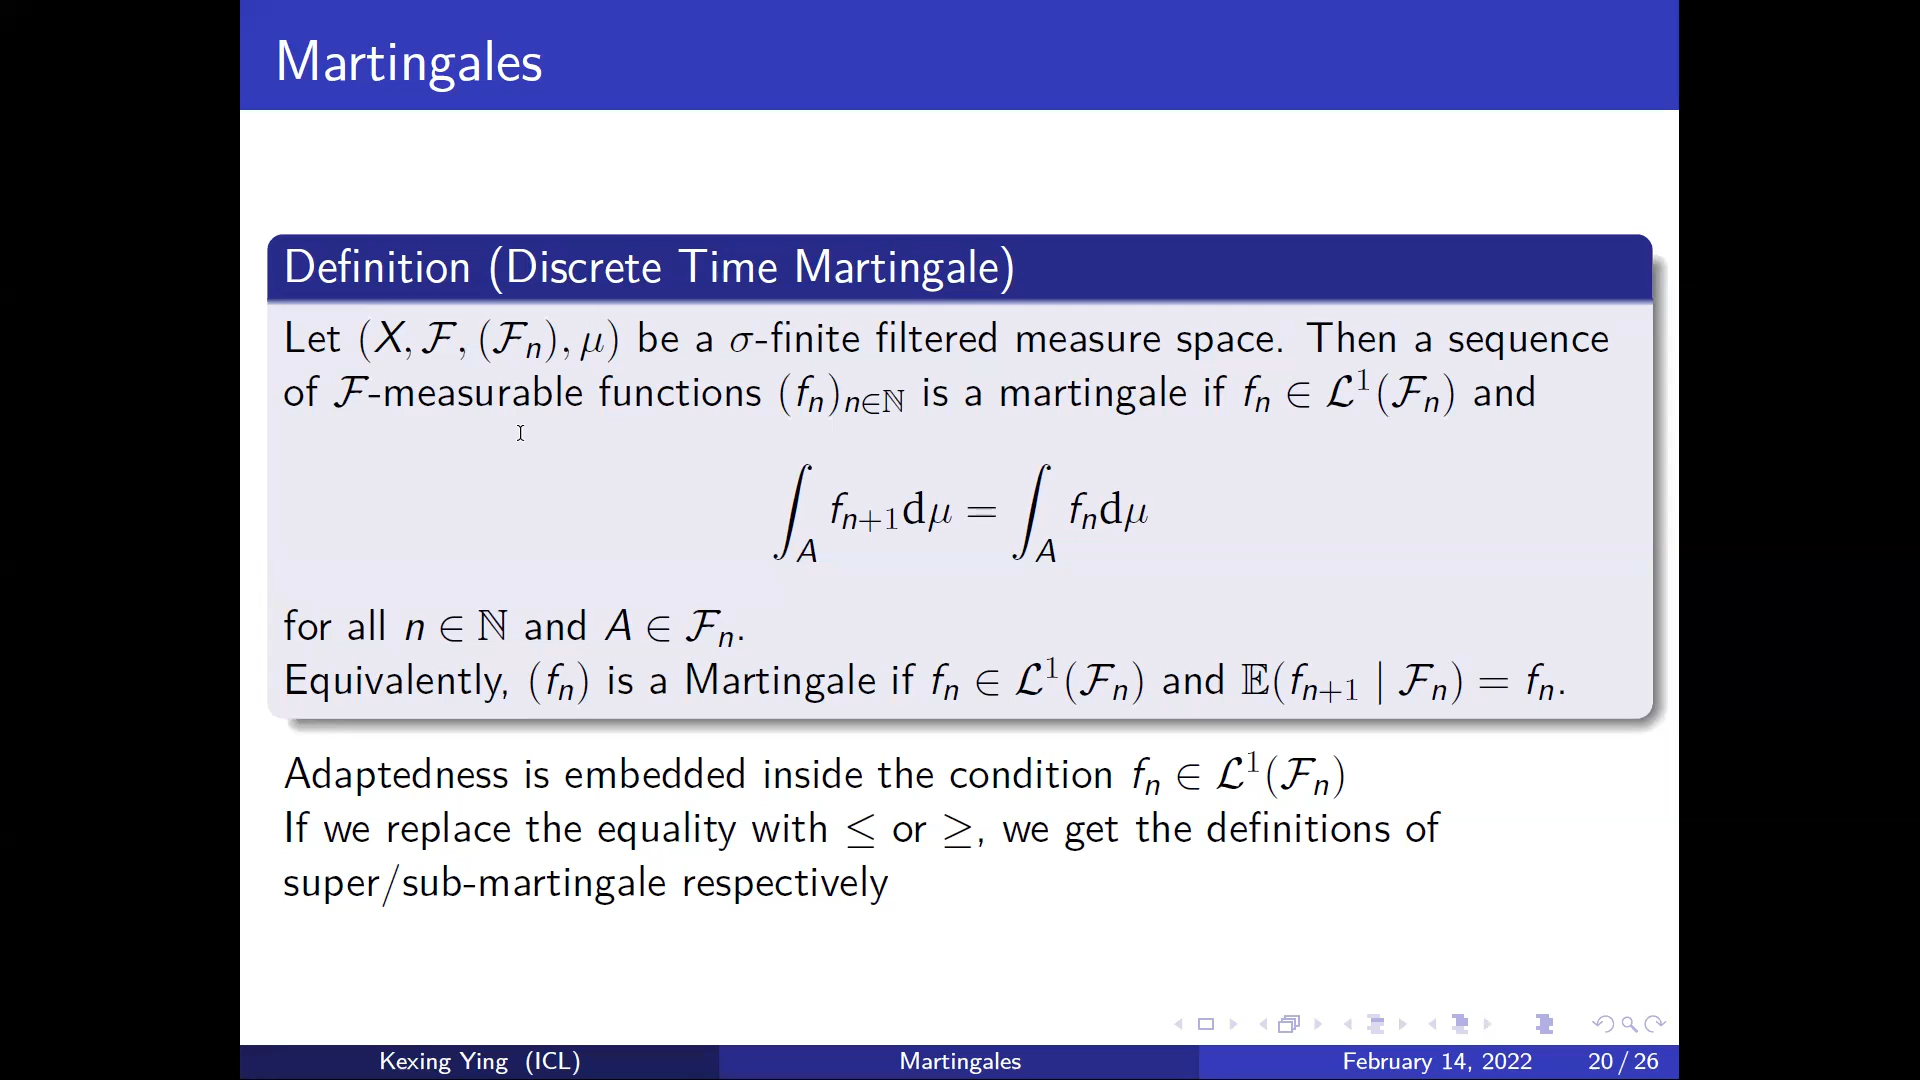 Martingales
Definition (Discrete Time Martingale)
Let (X, ℱ, (ℱₙ), μ) be a σ-finite filtered measure space. Then a sequence
of ℱ-measurable functions (fₙ)ₙ∈ℕ is a martingale if fₙ ∈ ℒ¹(ℱₙ) and
∫_A fₙ₊₁dμ = ∫_A fₙdμ
for all n ∈ ℕ and A ∈ ℱₙ.
Equivalently, (fₙ) is a Martingale if fₙ ∈ ℒ¹(ℱₙ) and 𝔼(fₙ₊₁ | ℱₙ) = fₙ.
Adaptedness is embedded inside the condition fₙ ∈ ℒ¹(ℱₙ)
If we replace the equality with ≤ or ≥, we get the definitions of
super/sub-martingale respectively
Kexing Ying (ICL) Martingales February 14, 2022 20 / 26